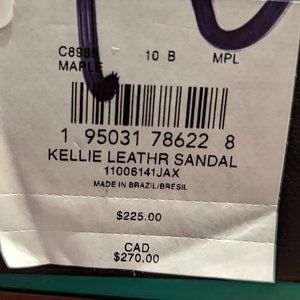 C8985 10 B MPL
MAPLE
1 95031 78622 8
KELLIE LEATHR SANDAL
11006141JAX
MADE IN BRAZIL/BRESIL
$225.00
CAD
$270.00